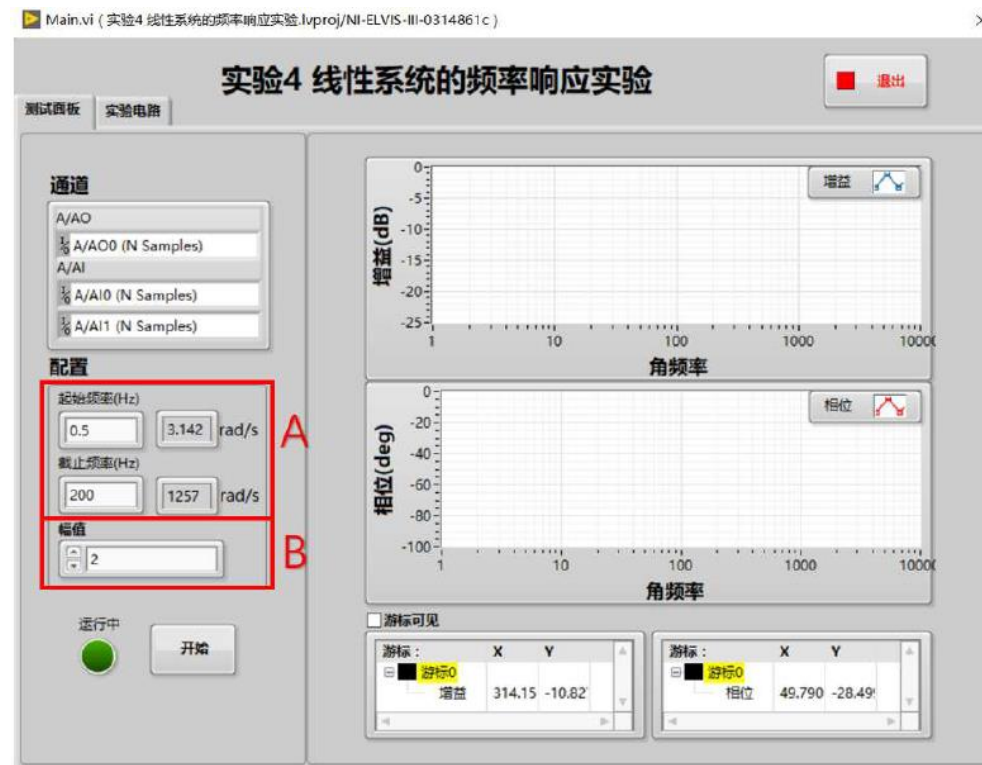 Main.vi ( 实验4 线性系统的频率响应实验.lvproj/NI-ELVIS-III-0314861c )
实验4 线性系统的频率响应实验
退出
测试面板 实验电路
通道
A/AO
A/AO0 (N Samples)
A/AI
A/AI0 (N Samples)
A/AI1 (N Samples)
配置
起始频率(Hz)
0.5 3.142 rad/s
A
截止频率(Hz)
200 1257 rad/s
幅值
2
B
运行中
开始
增益
增益(dB)
0
-5
-10
-15
-20
-25
1 10 100 1000 1000
角频率
相位
相位(deg)
0
-20
-40
-60
-80
-100
1 10 100 1000 1000
角频率
游标可见
游标 : X Y
游标0
增益 314.15 -10.82
游标 : X Y
游标0
相位 49.790 -28.49